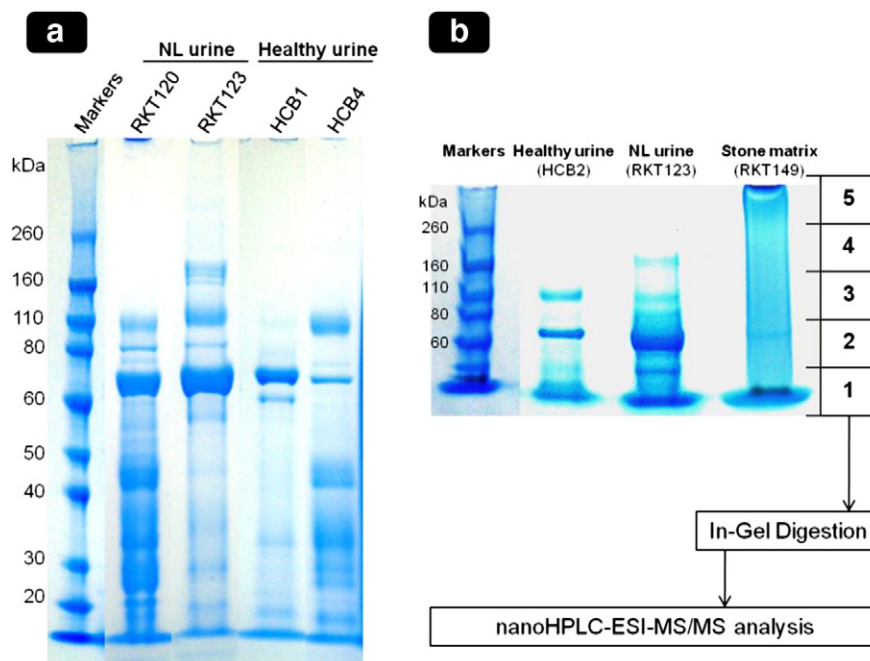 a
NL urine Healthy urine
Markers RKT120 RKT123 HCB1 HCB4
kDa
260
160
110
80
60
50
40
30
20
b
Markers Healthy urine NL urine Stone matrix
(HCB2) (RKT123) (RKT149)
kDa
260
160
110
80
60
5
4
3
2
1
In-Gel Digestion
nanoHPLC-ESI-MS/MS analysis